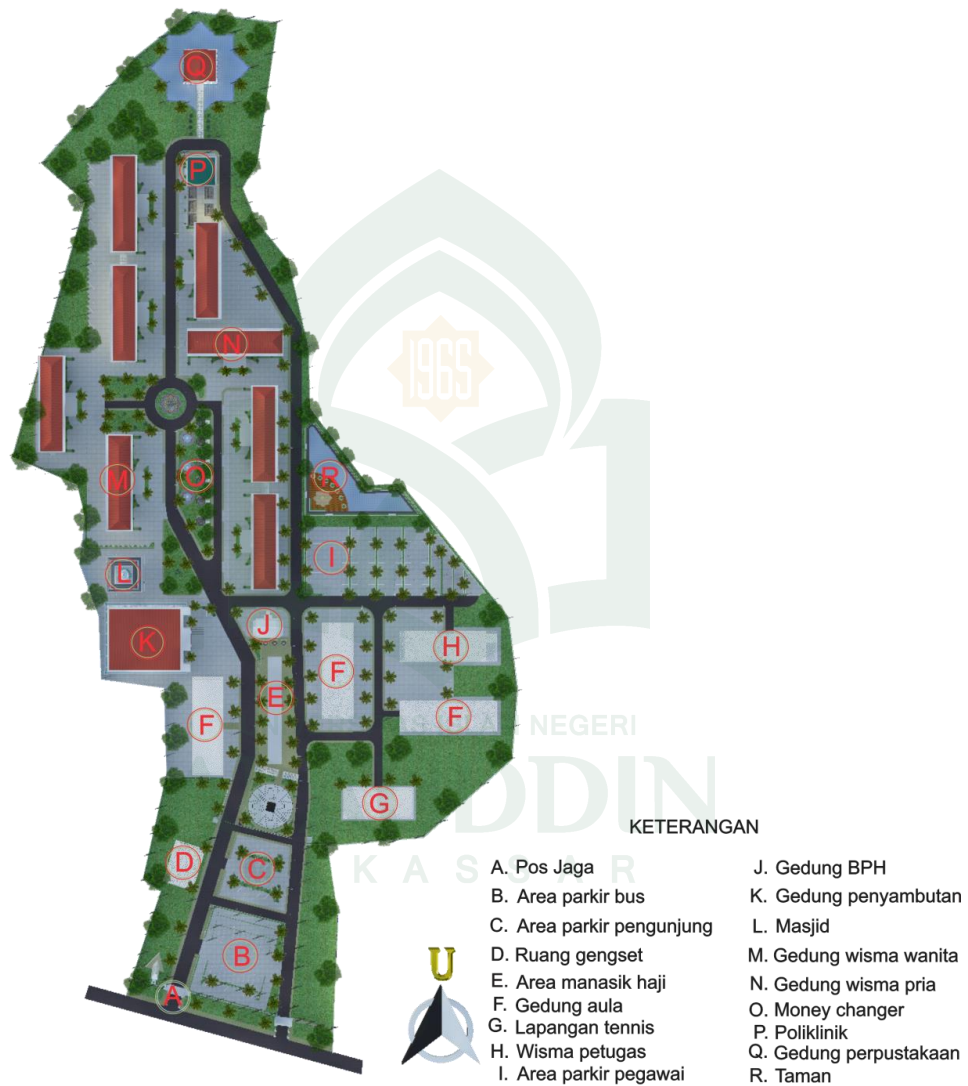 Q
P
N
M
O
R
I
L
K
J
H
F
E
F
F
G
D
C
B
A
1965
NEGERI
DDIN
KASSAR
U
KETERANGAN
A. Pos Jaga
B. Area parkir bus
C. Area parkir pengunjung
D. Ruang gengset
E. Area manasik haji
F. Gedung aula
G. Lapangan tennis
H. Wisma petugas
I. Area parkir pegawai
J. Gedung BPH
K. Gedung penyambutan
L. Masjid
M. Gedung wisma wanita
N. Gedung wisma pria
O. Money changer
P. Poliklinik
Q. Gedung perpustakaan
R. Taman